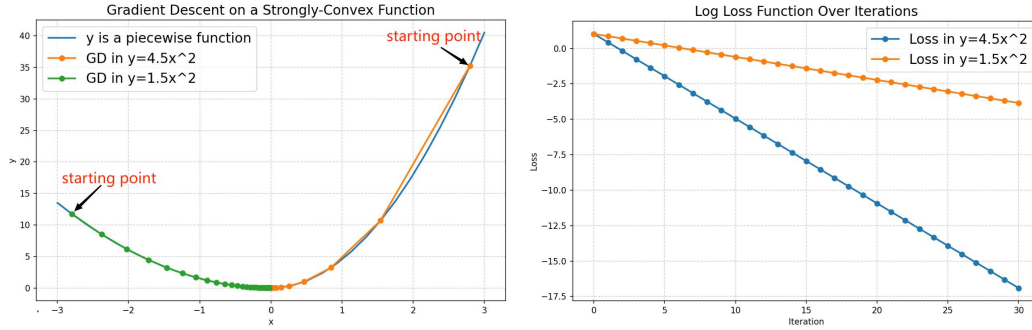 Gradient Descent on a Strongly-Convex Function
y is a piecewise function
GD in y=4.5x^2
GD in y=1.5x^2
starting point
starting point
40
35
30
25
20
15
10
5
0
y
−3
−2
−1
0
1
2
3
x
Log Loss Function Over Iterations
Loss in y=4.5x^2
Loss in y=1.5x^2
0.0
−2.5
−5.0
−7.5
−10.0
−12.5
−15.0
−17.5
Loss
0
5
10
15
20
25
30
Iteration